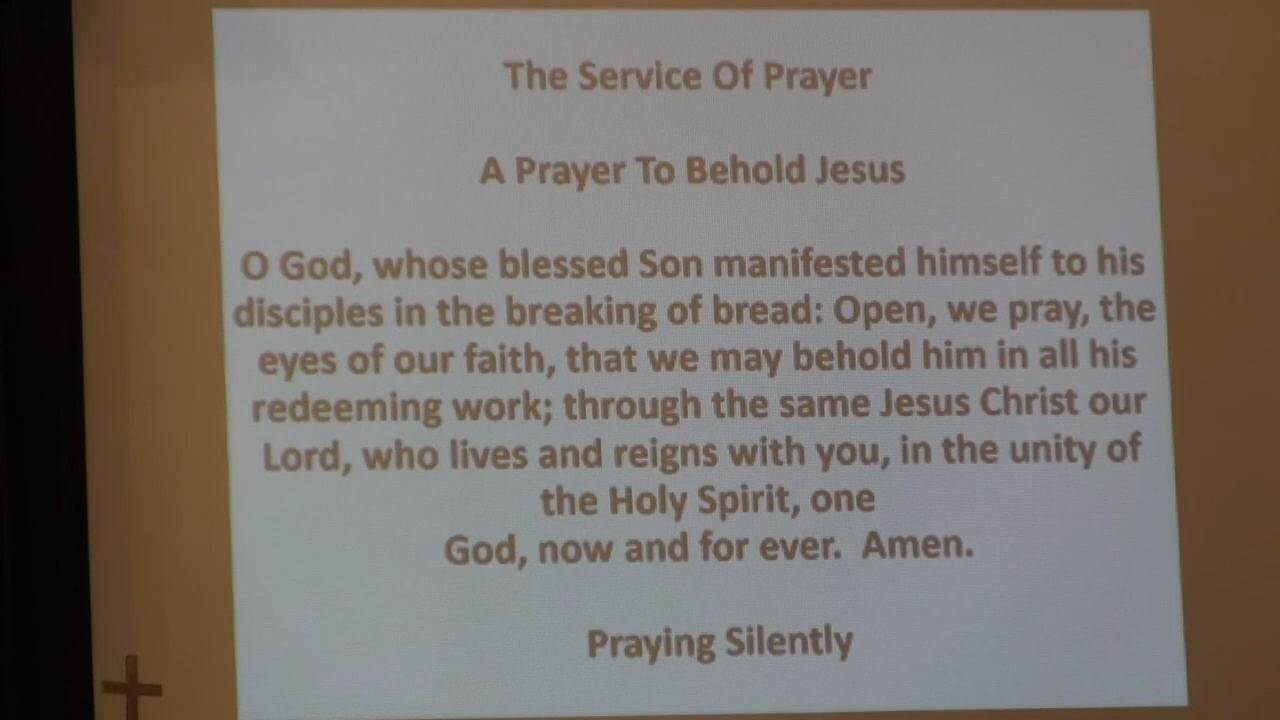 The Service Of Prayer
A Prayer To Behold Jesus
O God, whose blessed Son manifested himself to his
disciples in the breaking of bread: Open, we pray, the
eyes of our faith, that we may behold him in all his
redeeming work; through the same Jesus Christ our
Lord, who lives and reigns with you, in the unity of
the Holy Spirit, one
God, now and for ever.  Amen.
Praying Silently